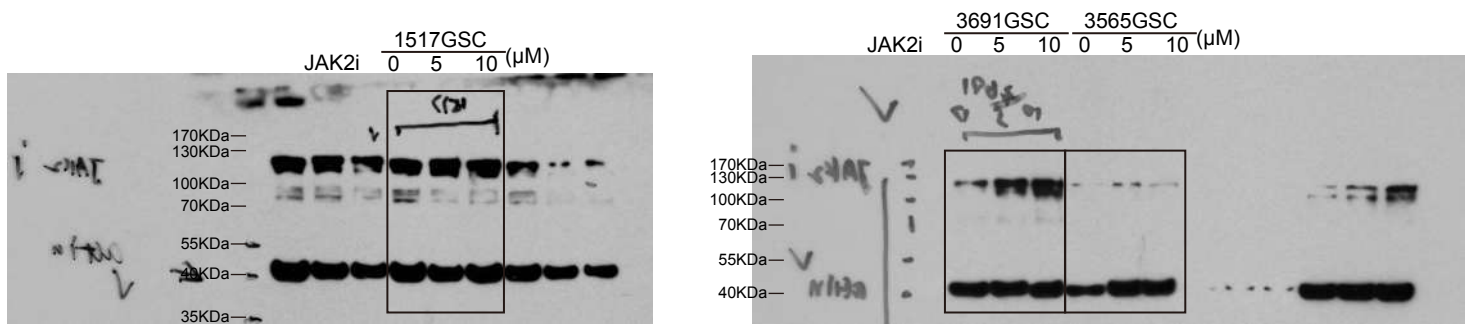 1517GSC
JAK2i 0 5 10 (µM)
170KDa
130KDa
100KDa
70KDa
55KDa
40KDa
35KDa
3691GSC 3565GSC
JAK2i 0 5 10 0 5 10 (µM)
170KDa
130KDa
100KDa
70KDa
55KDa
40KDa